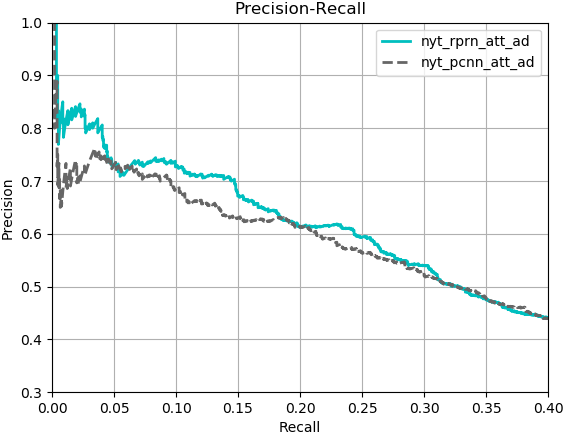 Precision-Recall
nyt_rprn_att_ad
nyt_pcnn_att_ad
Precision
1.0
0.9
0.8
0.7
0.6
0.5
0.4
0.3
0.00 0.05 0.10 0.15 0.20 0.25 0.30 0.35 0.40
Recall